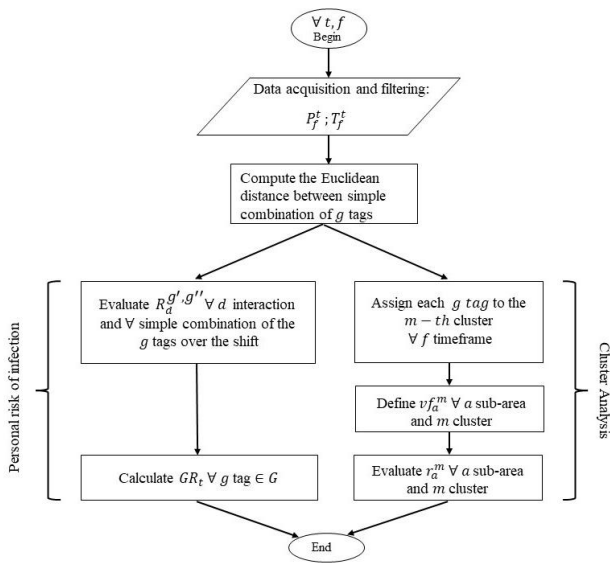 ∀ t, f
Begin
Data acquisition and filtering:
P_f^t ; T_f^t
Compute the Euclidean
distance between simple
combination of g tags
Personal risk of infection
Evaluate R_d^{g',g''} ∀ d interaction
and ∀ simple combination of the
g tags over the shift
Calculate GR_t ∀ g tag ∈ G
Assign each g tag to the
m − th cluster
∀ f timeframe
Define vf_a^m ∀ a sub-area
and m cluster
Evaluate r_a^m ∀ a sub-area
and m cluster
Cluster Analysis
End